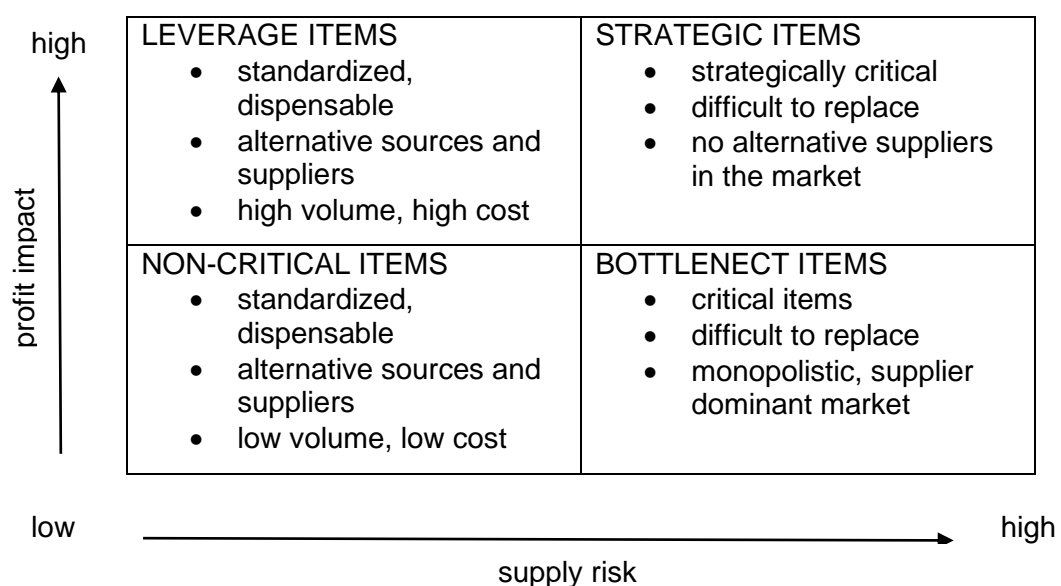 high
LEVERAGE ITEMS
• standardized,
dispensable
• alternative sources and
suppliers
• high volume, high cost
STRATEGIC ITEMS
• strategically critical
• difficult to replace
• no alternative suppliers
in the market
profit impact
NON-CRITICAL ITEMS
• standardized,
dispensable
• alternative sources and
suppliers
• low volume, low cost
BOTTLENECT ITEMS
• critical items
• difficult to replace
• monopolistic, supplier
dominant market
low
high
supply risk